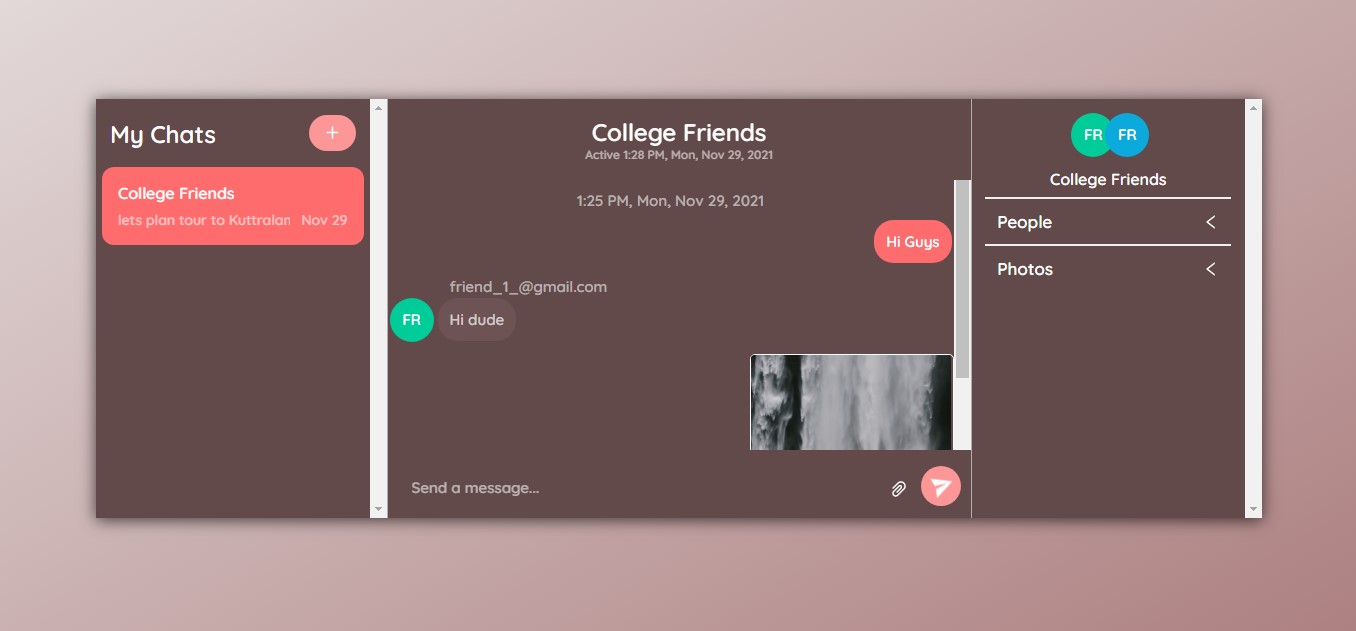 My Chats
+
College Friends
lets plan tour to Kuttralan Nov 29
College Friends
Active 1:28 PM, Mon, Nov 29, 2021
1:25 PM, Mon, Nov 29, 2021
Hi Guys
friend_1_@gmail.com
FR Hi dude
Send a message...
FR FR
College Friends
People
Photos